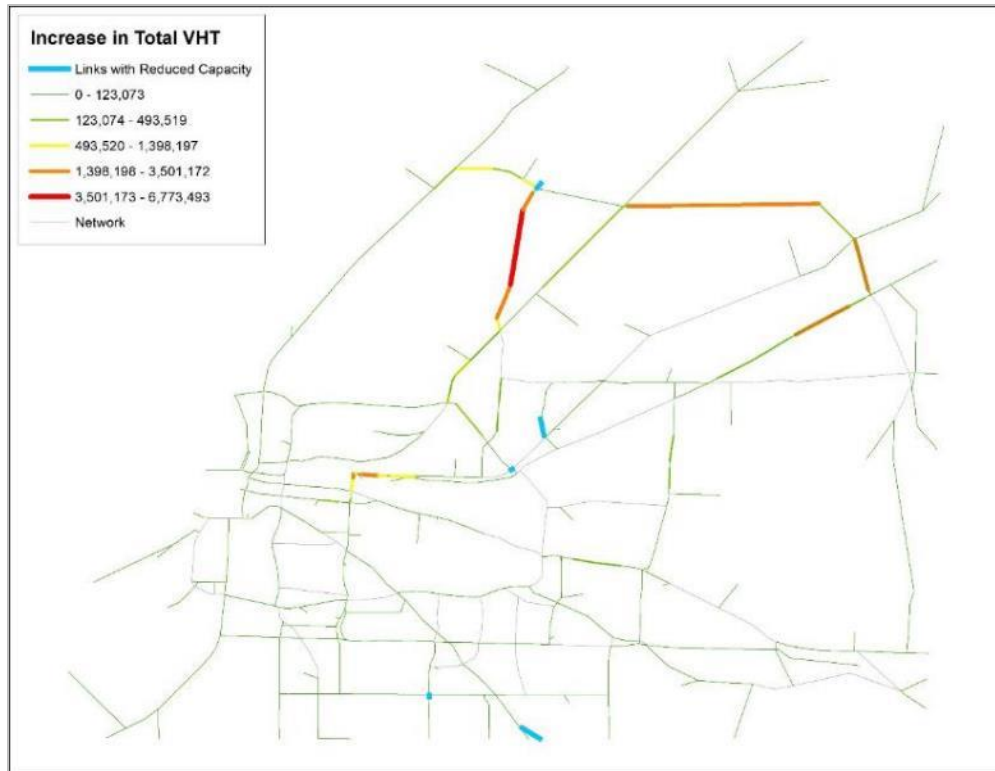 Increase in Total VHT
Links with Reduced Capacity
0 - 123,073
123,074 - 493,519
493,520 - 1,398,197
1,398,198 - 3,501,172
3,501,173 - 6,773,493
Network